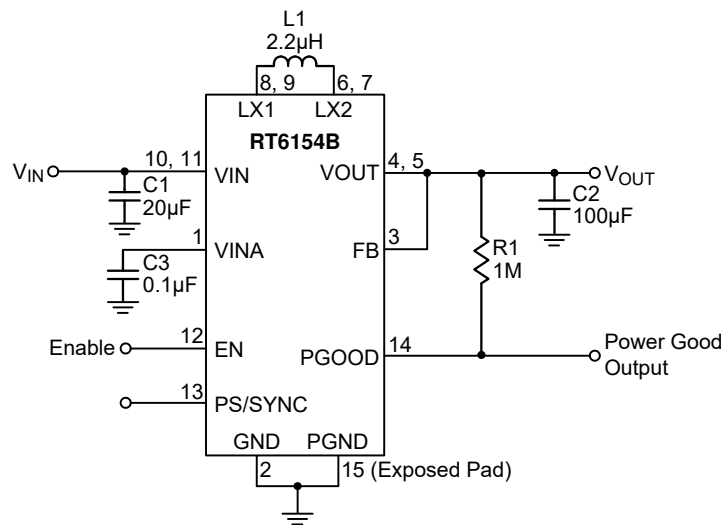 L1
2.2µH
8, 9
6, 7
LX1
LX2
RT6154B
VIN
10, 11
VIN
C1
20µF
VOUT
4, 5
VOUT
C2
100µF
1
VINA
C3
0.1µF
FB
3
R1
1M
Enable
12
EN
PGOOD
14
Power Good
Output
13
PS/SYNC
GND
PGND
2
15 (Exposed Pad)